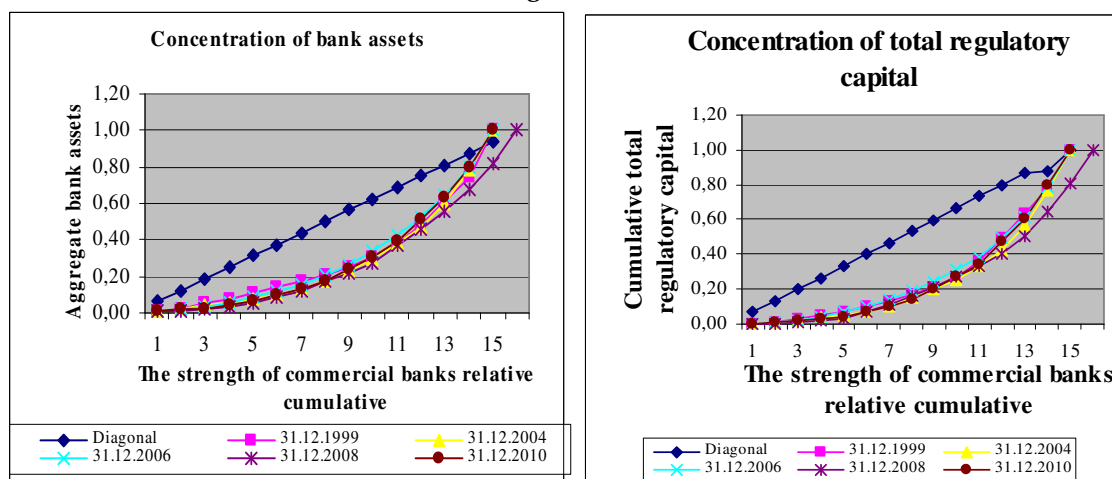 Concentration of bank assets
1,20
1,00
0,80
0,60
0,40
0,20
0,00
Aggregate bank assets
1 3 5 7 9 11 13 15
The strength of commercial banks relative
cumulative
Diagonal 31.12.1999 31.12.2004
31.12.2006 31.12.2008 31.12.2010
Concentration of total regulatory
capital
1,20
1,00
0,80
0,60
0,40
0,20
0,00
Cumulative total
regulatory capital
1 3 5 7 9 11 13 15
The strength of commercial banks
relative cumulative
Diagonal 31.12.1999 31.12.2004
31.12.2006 31.12.2008 31.12.2010